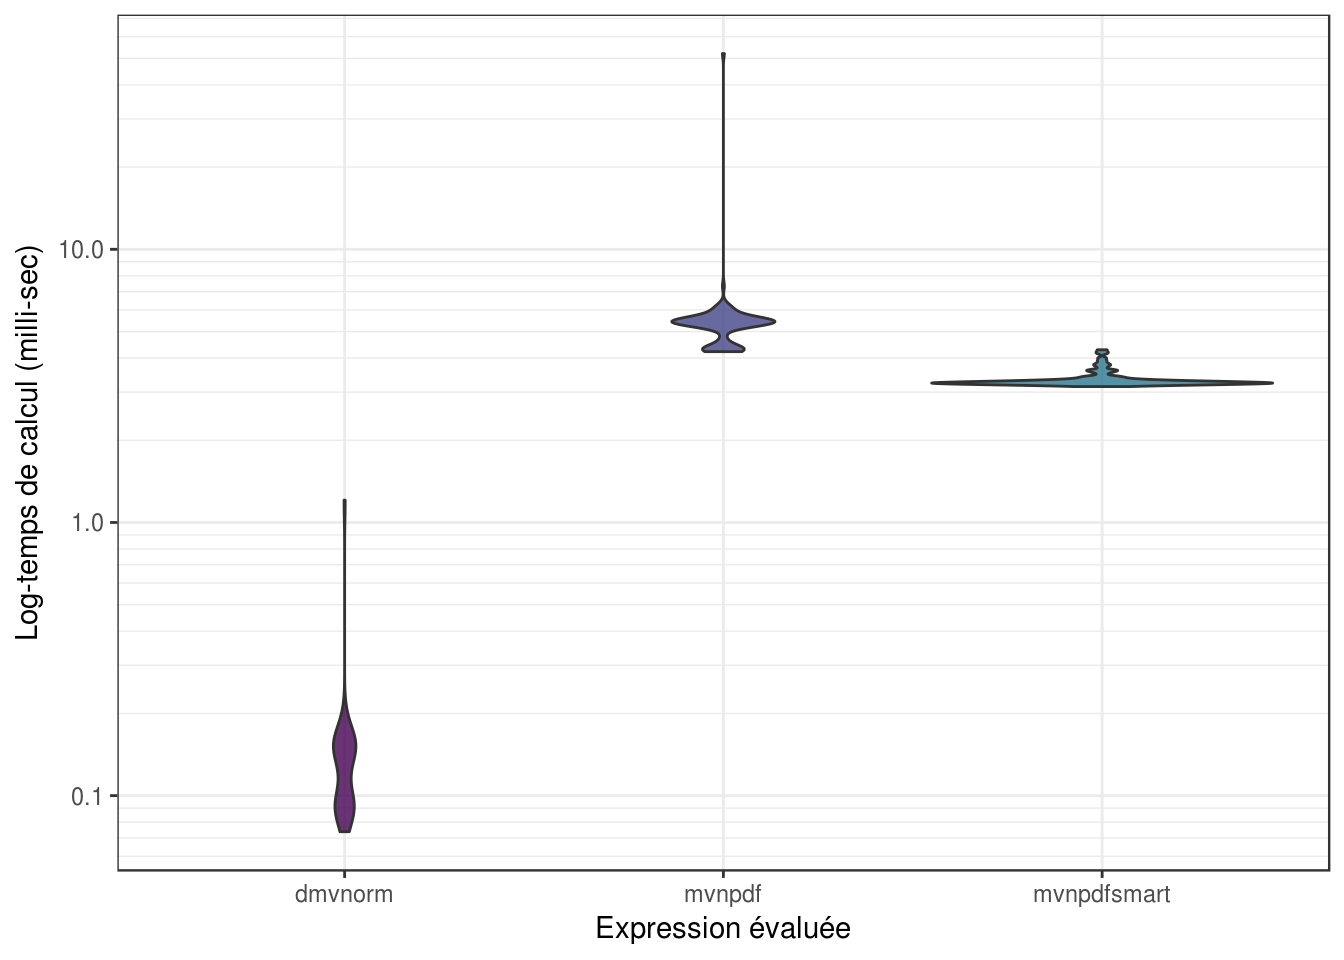 Log-temps de calcul (milli-sec)
10.0
1.0
0.1
dmvnorm
mvnpdf
mvnpdfsmart
Expression évaluée